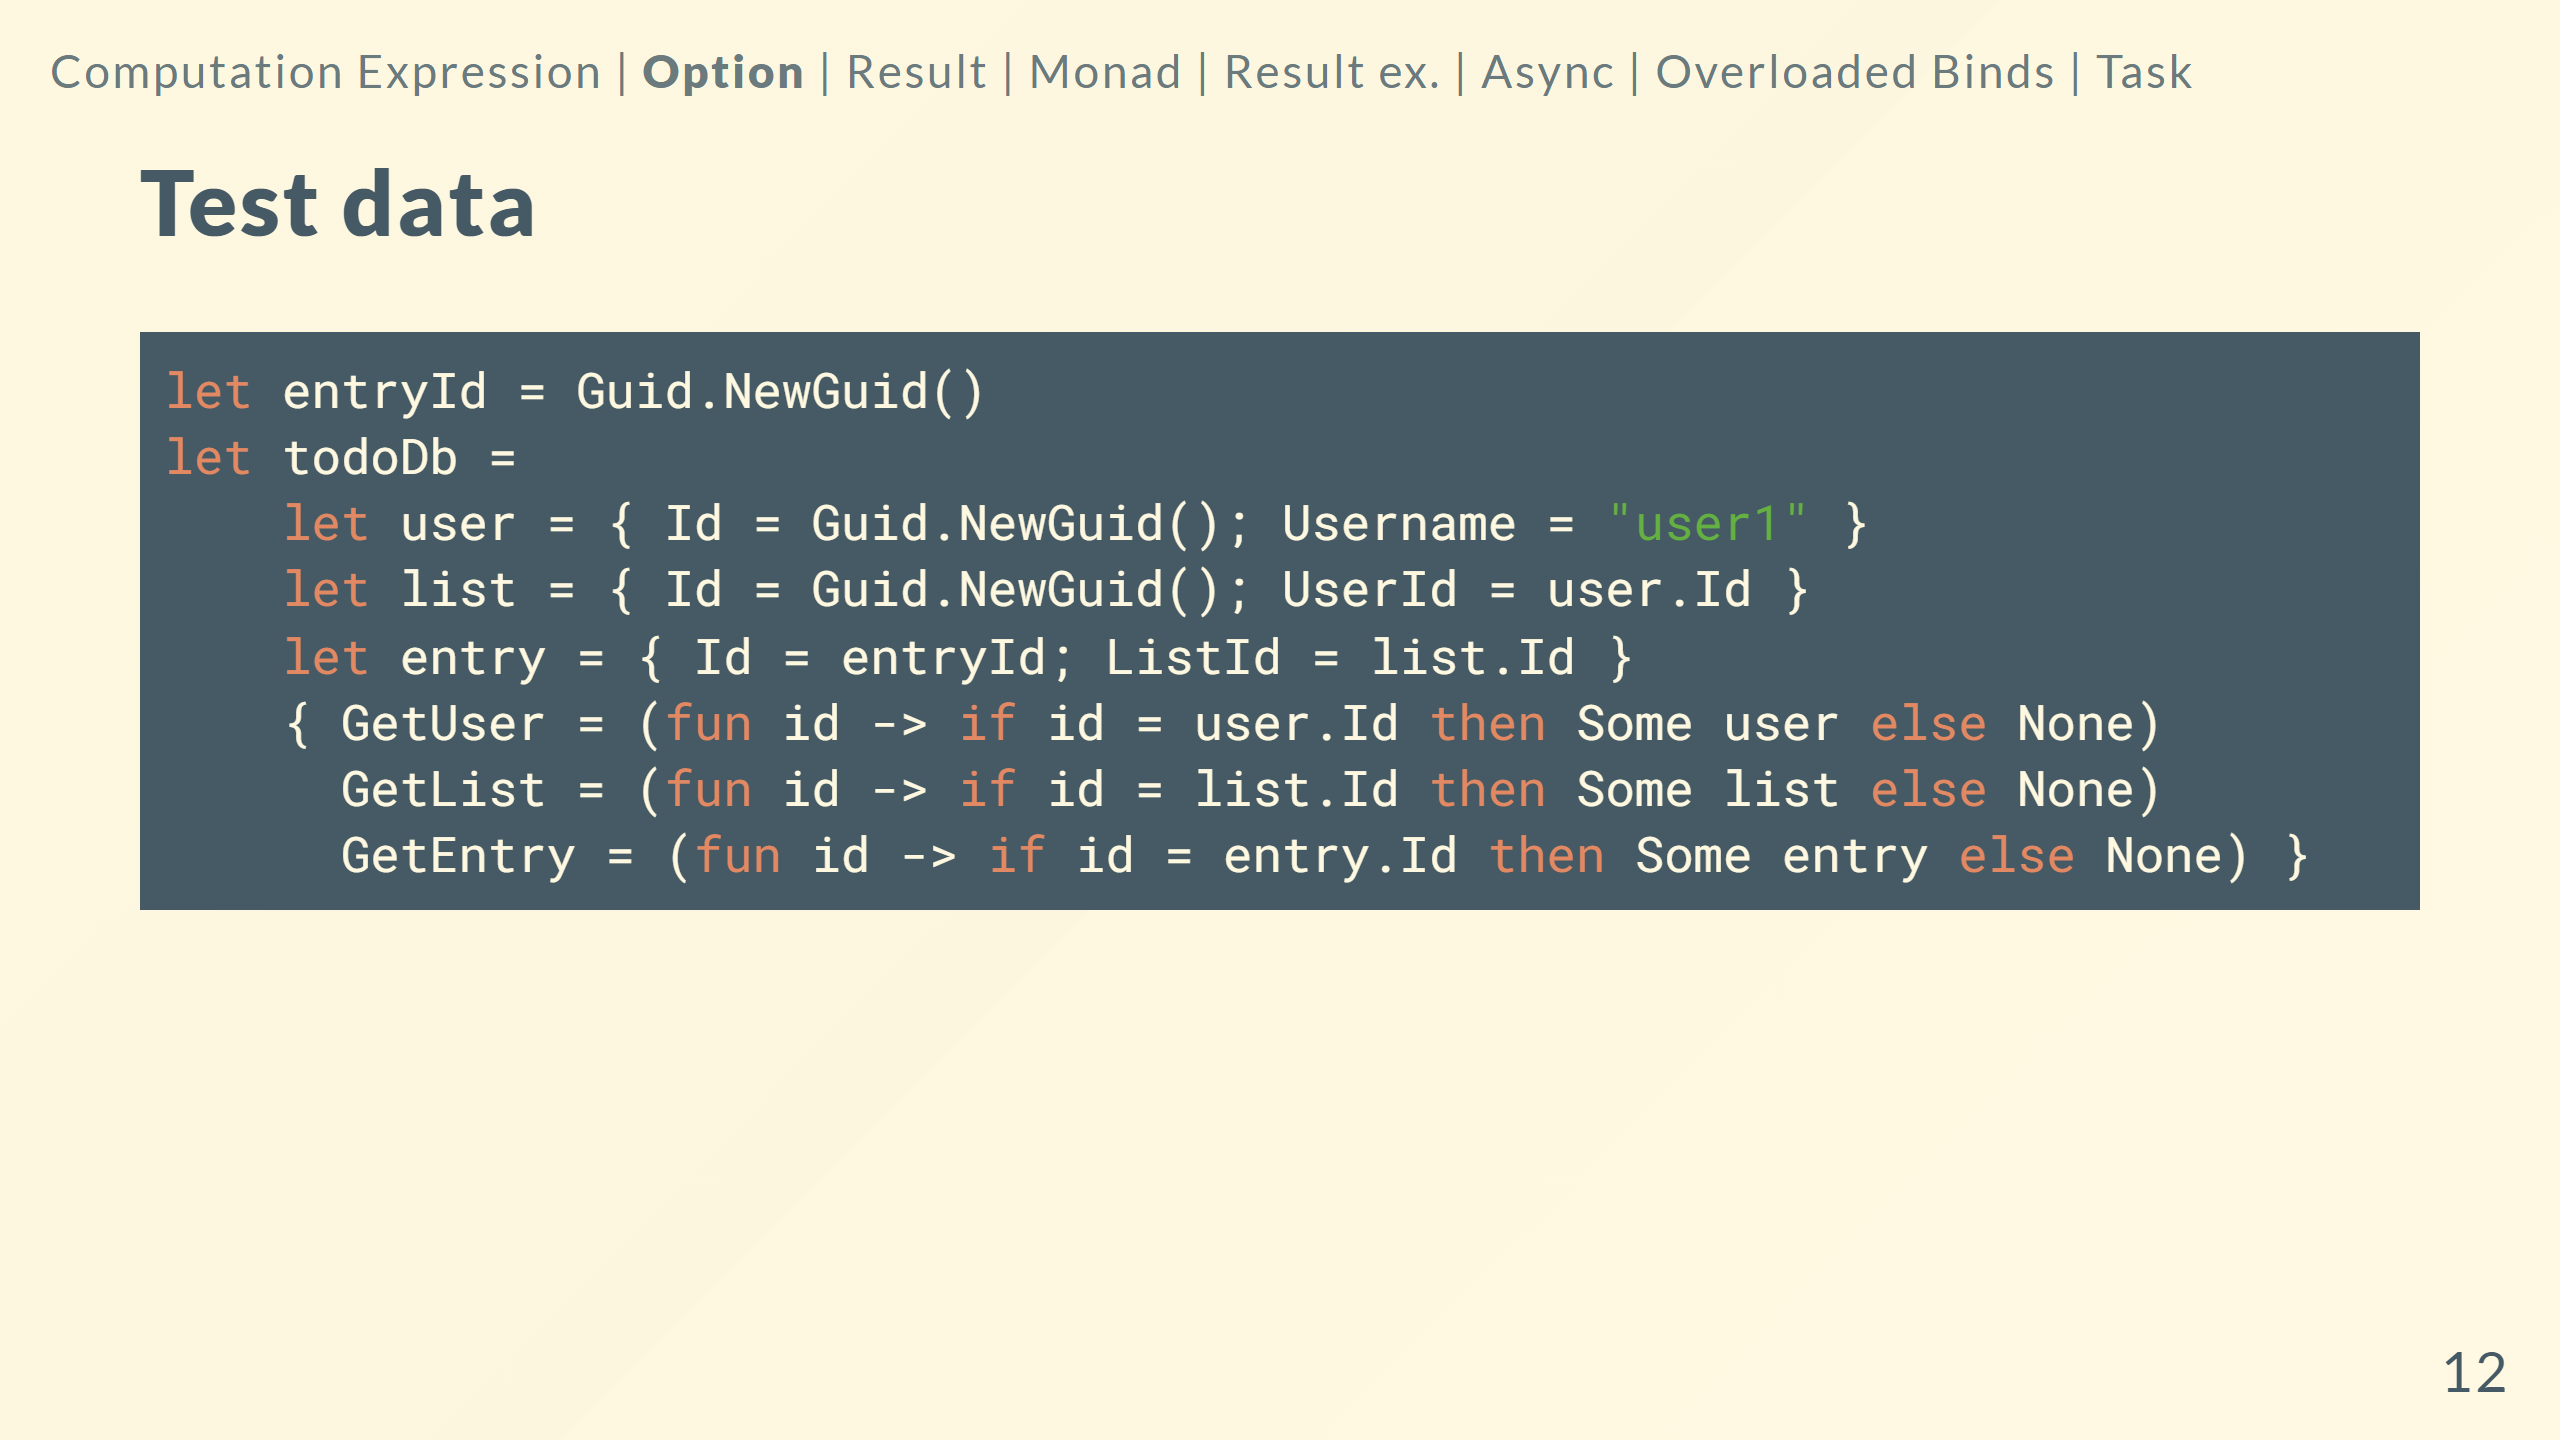 Computation Expression | Option | Result | Monad | Result ex. | Async | Overloaded Binds | Task
Test data
let entryId = Guid.NewGuid()
let todoDb =
    let user = { Id = Guid.NewGuid(); Username = "user1" }
    let list = { Id = Guid.NewGuid(); UserId = user.Id }
    let entry = { Id = entryId; ListId = list.Id }
    { GetUser = (fun id -> if id = user.Id then Some user else None)
      GetList = (fun id -> if id = list.Id then Some list else None)
      GetEntry = (fun id -> if id = entry.Id then Some entry else None) }
12